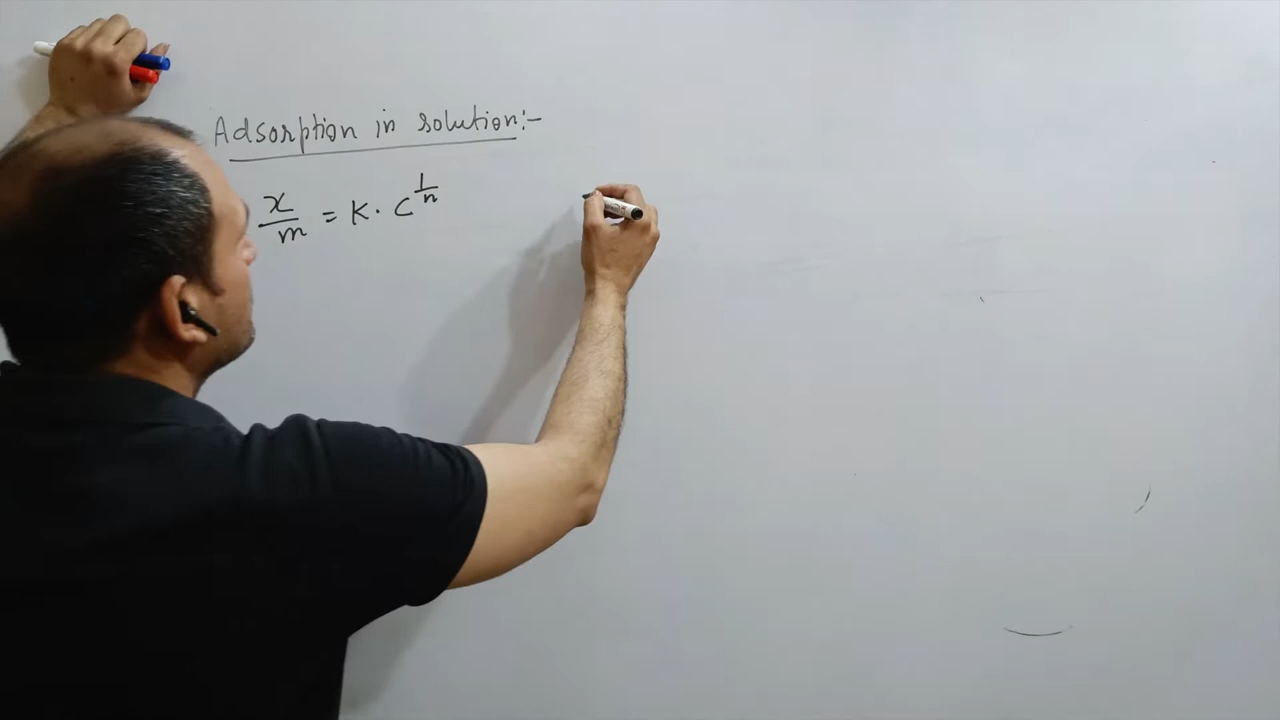 Adsorption in solution:-
x/m = K · C^1/n